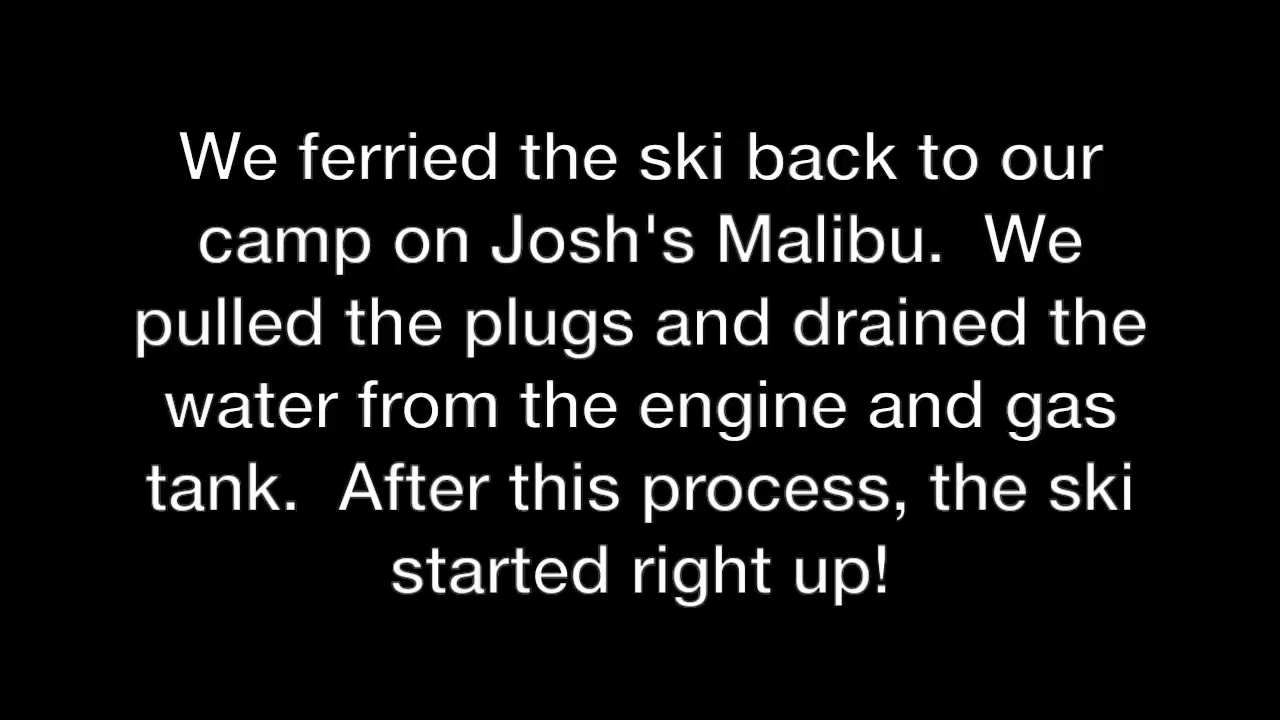 We ferried the ski back to our
camp on Josh's Malibu.  We
pulled the plugs and drained the
water from the engine and gas
tank.  After this process, the ski
started right up!